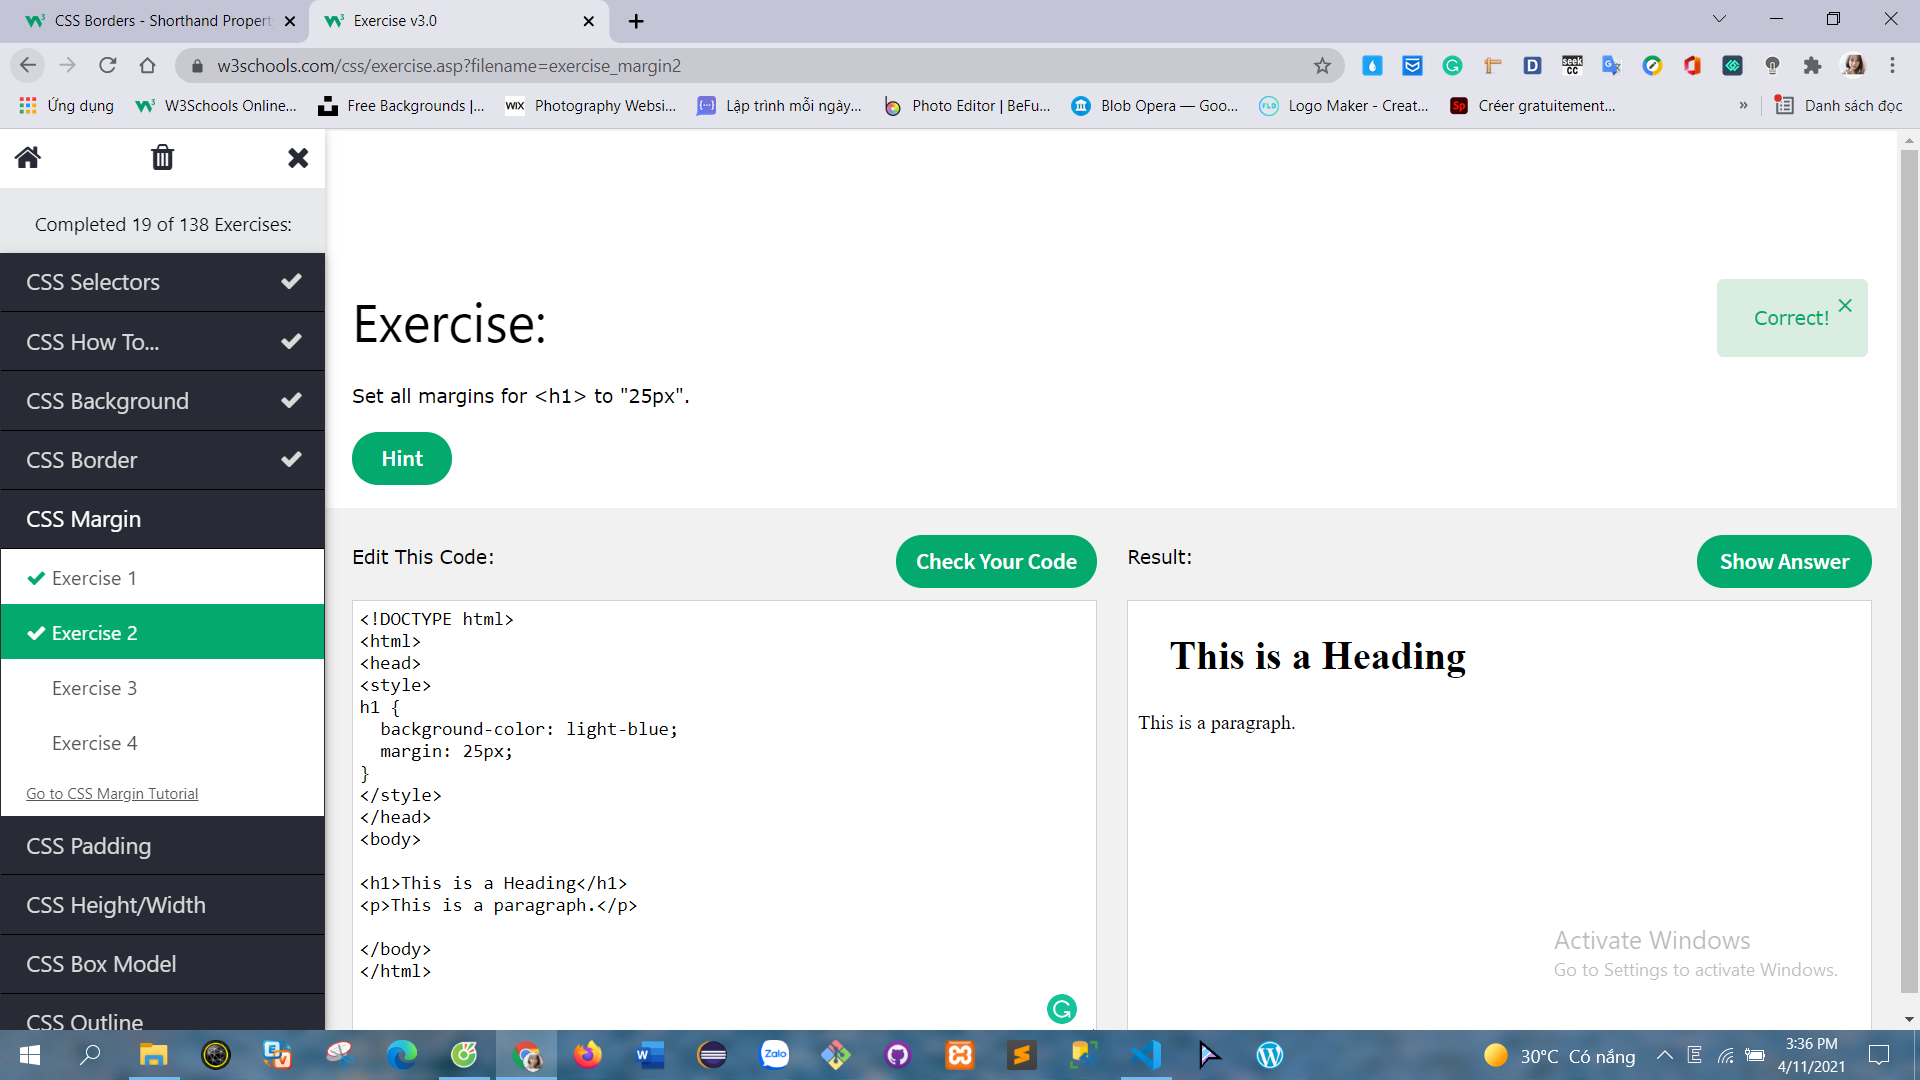 CSS Borders - Shorthand Propert
Exercise v3.0
w3schools.com/css/exercise.asp?filename=exercise_margin2
Ứng dụng
W3Schools Online...
Free Backgrounds |...
WIX
Photography Websi...
Lập trình mỗi ngày...
Photo Editor | BeFu...
Blob Opera — Goo...
FLD
Logo Maker - Creat...
Sp
Créer gratuitement...
»
Danh sách đọc
seek
CC
Completed 19 of 138 Exercises:
CSS Selectors
CSS How To...
CSS Background
CSS Border
CSS Margin
Exercise 1
Exercise 2
Exercise 3
Exercise 4
Go to CSS Margin Tutorial
CSS Padding
CSS Height/Width
CSS Box Model
CSS Outline
Exercise:
Correct!
Set all margins for <h1> to "25px".
Hint
Edit This Code:
Check Your Code
Result:
Show Answer
<!DOCTYPE html>
<html>
<head>
<style>
h1 {
background-color: light-blue;
margin: 25px;
}
</style>
</head>
<body>
<h1>This is a Heading</h1>
<p>This is a paragraph.</p>
</body>
</html>
This is a Heading
This is a paragraph.
Activate Windows
Go to Settings to activate Windows.
Zalo
30°C Có nắng
E
3:36 PM
4/11/2021